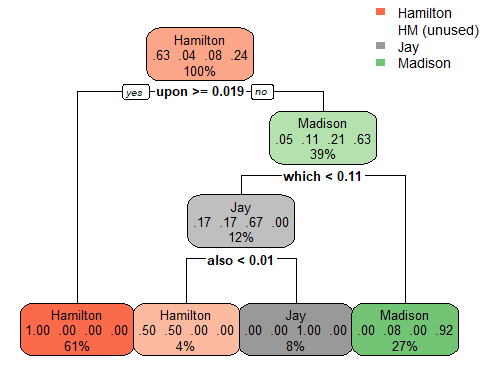 Hamilton
HM (unused)
Jay
Madison
Hamilton
.63 .04 .08 .24
100%
yes upon >= 0.019 no
Madison
.05 .11 .21 .63
39%
which < 0.11
Jay
.17 .17 .67 .00
12%
also < 0.01
Hamilton
1.00 .00 .00 .00
61%
Hamilton
.50 .50 .00 .00
4%
Jay
.00 .00 1.00 .00
8%
Madison
.00 .08 .00 .92
27%